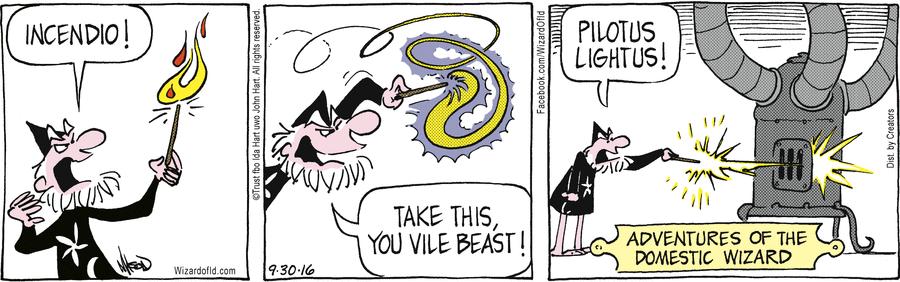 INCENDIO!
Wizardofid.com
©Trust fbo Ida Hart uwo John Hart. All rights reserved.
TAKE THIS,
YOU VILE BEAST!
9·30·16
Facebook.com/WizardOfId
PILOTUS
LIGHTUS!
Dist. by Creators
ADVENTURES OF THE
DOMESTIC WIZARD